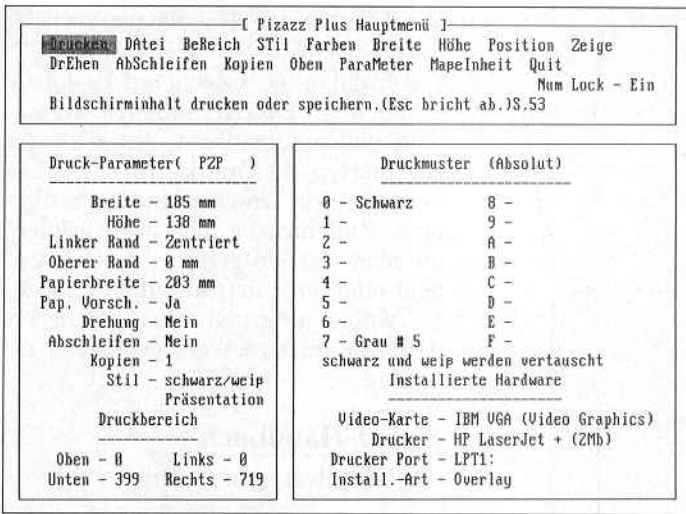 [ Pizazz Plus Hauptmenü ]
Drucken DAtei BeReich STil Farben Breite Höhe Position Zeige
DrEhen AbSchleifen Kopien Oben ParaMeter MapeInheit Quit
Num Lock - Ein
Bildschirminhalt drucken oder speichern.(Esc bricht ab.)S.53
Druck-Parameter( PZP )
Breite - 185 mm
Höhe - 138 mm
Linker Rand - Zentriert
Oberer Rand - 0 mm
Papierbreite - 203 mm
Pap. Vorsch. - Ja
Drehung - Nein
Abschleifen - Nein
Kopien - 1
Stil - schwarz/weiß
Präsentation
Druckbereich
Oben - 0 Links - 0
Unten - 399 Rechts - 719
Druckmuster (Absolut)
0 - Schwarz 8 -
1 - 9 -
2 - A -
3 - B -
4 - C -
5 - D -
6 - E -
7 - Grau # 5 F -
schwarz und weiß werden vertauscht
Installierte Hardware
Video-Karte - IBM VGA (Video Graphics)
Drucker - HP LaserJet + (2Mb)
Drucker Port - LPT1:
Install.-Art - Overlay